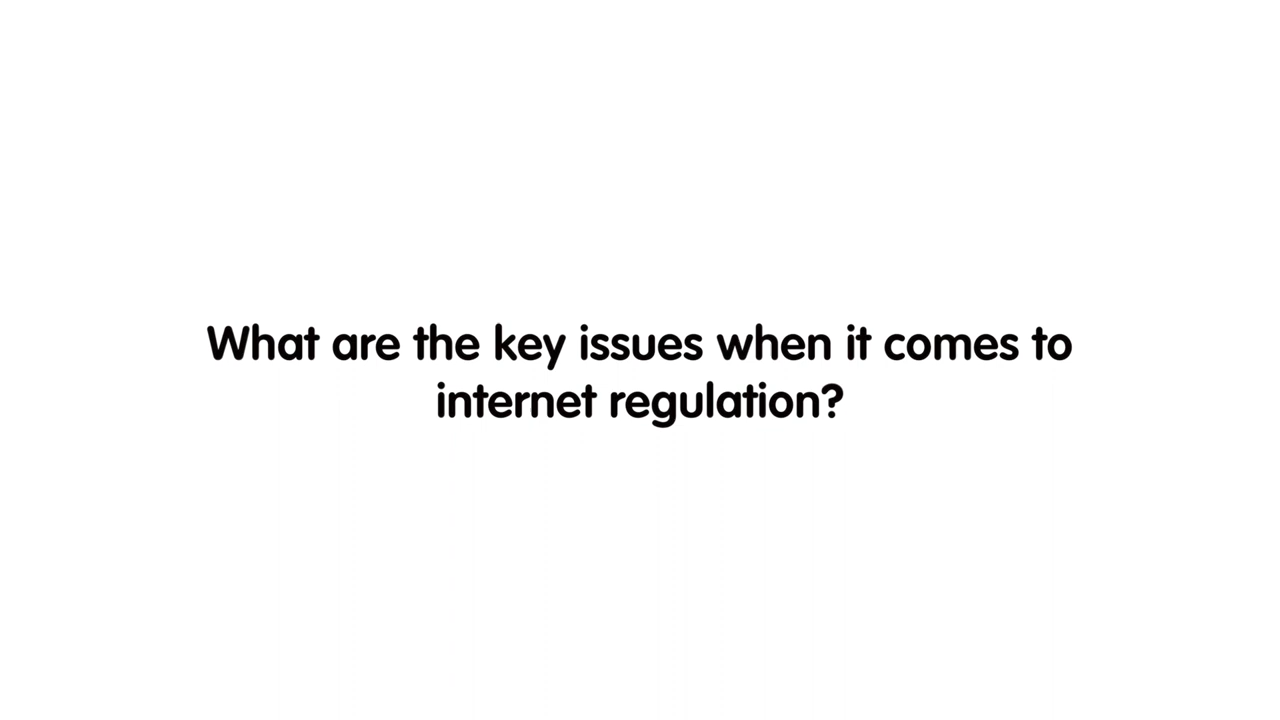 What are the key issues when it comes to
internet regulation?